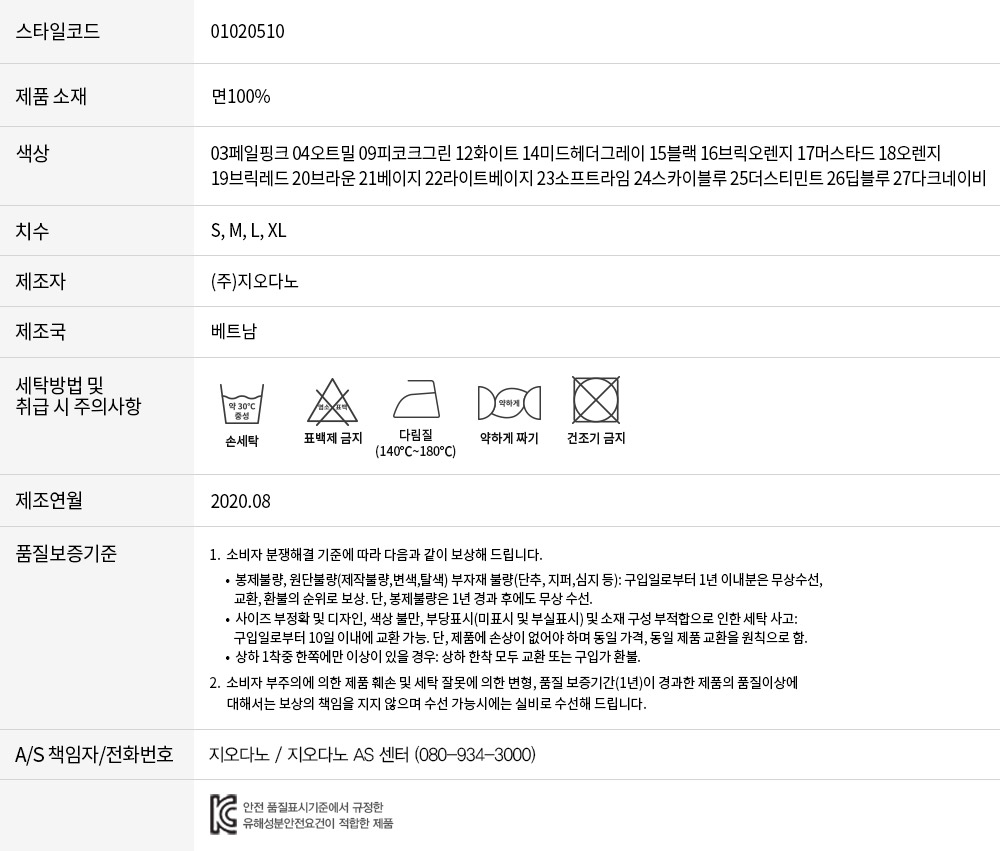 스타일코드
01020510
제품 소재
면100%
색상
03페일핑크 04오트밀 09피코크그린 12화이트 14미드헤더그레이 15블랙 16브릭오렌지 17머스타드 18오렌지
19브릭레드 20브라운 21베이지 22라이트베이지 23소프트라임 24스카이블루 25더스티민트 26딥블루 27다크네이비
치수
S, M, L, XL
제조자
(주)지오다노
제조국
베트남
세탁방법 및
취급 시 주의사항
약 30℃
중성
손세탁
염소 표백
표백제 금지
다림질
(140℃~180℃)
약하게
약하게 짜기
건조기 금지
제조연월
2020.08
품질보증기준
1. 소비자 분쟁해결 기준에 따라 다음과 같이 보상해 드립니다.
• 봉제불량, 원단불량(제작불량,변색,탈색) 부자재 불량(단추, 지퍼,심지 등): 구입일로부터 1년 이내분은 무상수선,
교환, 환불의 순위로 보상. 단, 봉제불량은 1년 경과 후에도 무상 수선.
• 사이즈 부정확 및 디자인, 색상 불만, 부당표시(미표시 및 부실표시) 및 소재 구성 부적합으로 인한 세탁 사고:
구입일로부터 10일 이내에 교환 가능. 단, 제품에 손상이 없어야 하며 동일 가격, 동일 제품 교환을 원칙으로 함.
• 상하 1착중 한쪽에만 이상이 있을 경우: 상하 한착 모두 교환 또는 구입가 환불.
2. 소비자 부주의에 의한 제품 훼손 및 세탁 잘못에 의한 변형, 품질 보증기간(1년)이 경과한 제품의 품질이상에
대해서는 보상의 책임을 지지 않으며 수선 가능시에는 실비로 수선해 드립니다.
A/S 책임자/전화번호
지오다노 / 지오다노 AS 센터 (080-934-3000)
KC
안전 품질표시기준에서 규정한
유해성분안전요건이 적합한 제품